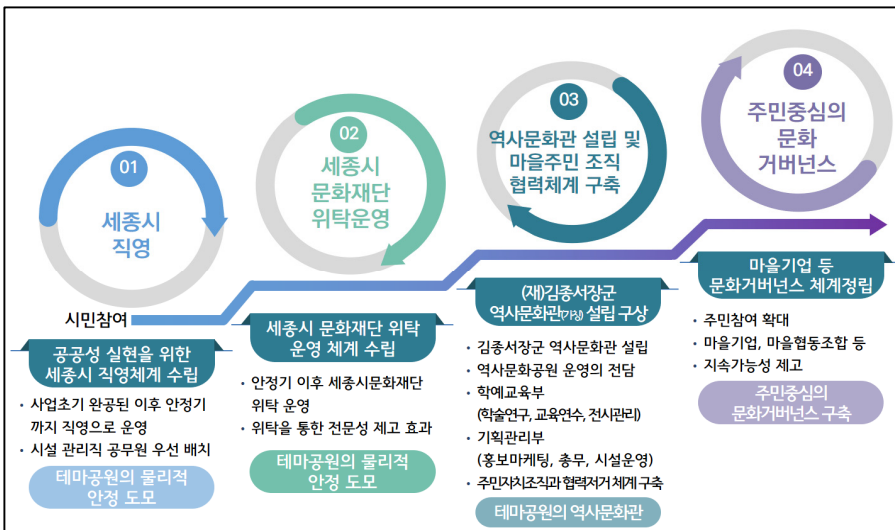 01
세종시
직영
02
세종시
문화재단
위탁운영
03
역사문화관 설립 및
마을주민 조직
협력체계 구축
04
주민중심의
문화
거버넌스
시민참여
공공성 실현을 위한
세종시 직영체계 수립
• 사업초기 완공된 이후 안정기
까지 직영으로 운영
• 시설 관리직 공무원 우선 배치
테마공원의 물리적
안정 도모
세종시 문화재단 위탁
운영 체계 수립
• 안정기 이후 세종시문화재단
위탁 운영
• 위탁을 통한 전문성 제고 효과
테마공원의 물리적
안정 도모
(재)김종서장군
역사문화관(가칭) 설립 구상
• 김종서장군 역사문화관 설립
• 역사문화공원 운영의 전담
• 학예교육부
(학술연구, 교육연수, 전시관리)
• 기획관리부
(홍보마케팅, 총무, 시설운영)
• 주민자치조직과 협력저거 체계 구축
테마공원의 역사문화관
마을기업 등
문화거버넌스 체계정립
• 주민참여 확대
• 마을기업, 마을협동조합 등
• 지속가능성 제고
주민중심의
문화거버넌스 구축